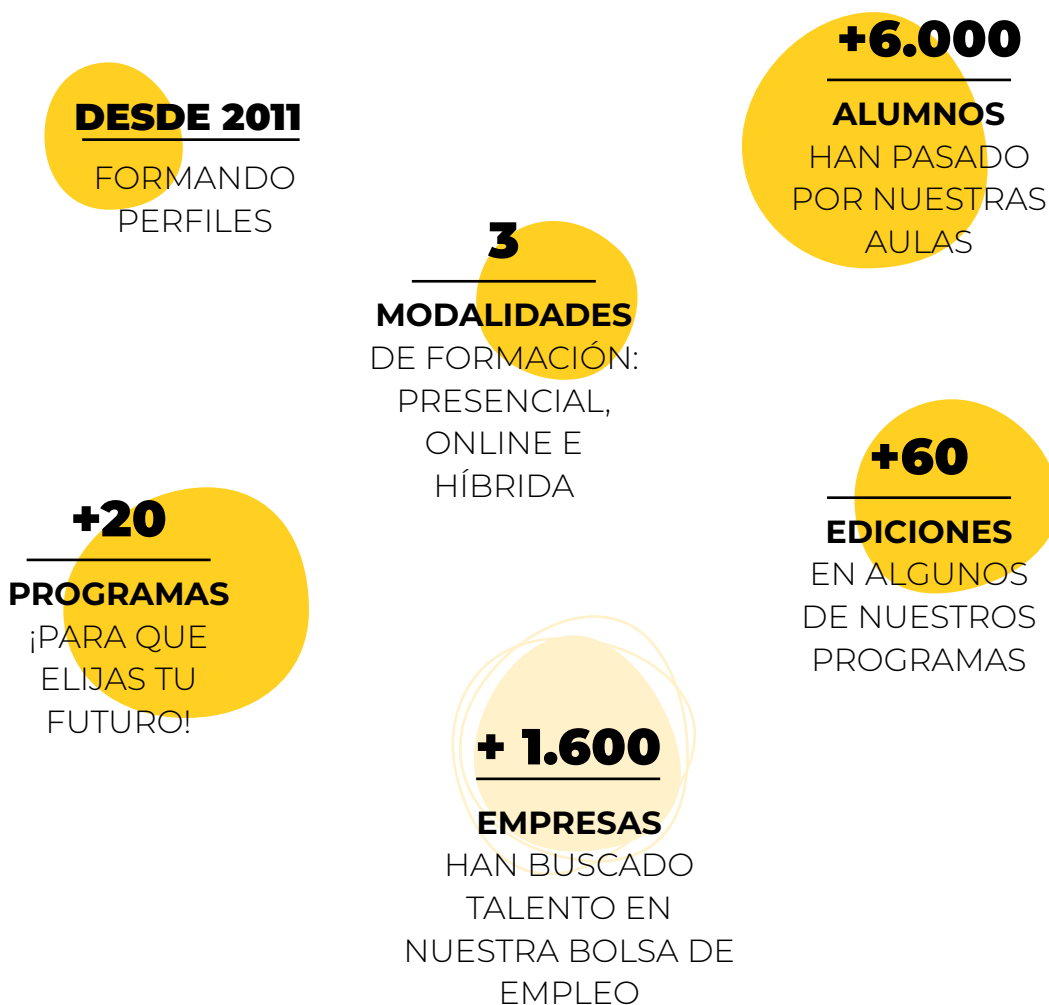 DESDE 2011
FORMANDO
PERFILES
+6.000
ALUMNOS
HAN PASADO
POR NUESTRAS
AULAS
3
MODALIDADES
DE FORMACIÓN:
PRESENCIAL,
ONLINE E
HÍBRIDA
+20
PROGRAMAS
¡PARA QUE
ELIJAS TU
FUTURO!
+60
EDICIONES
EN ALGUNOS
DE NUESTROS
PROGRAMAS
+ 1.600
EMPRESAS
HAN BUSCADO
TALENTO EN
NUESTRA BOLSA DE
EMPLEO